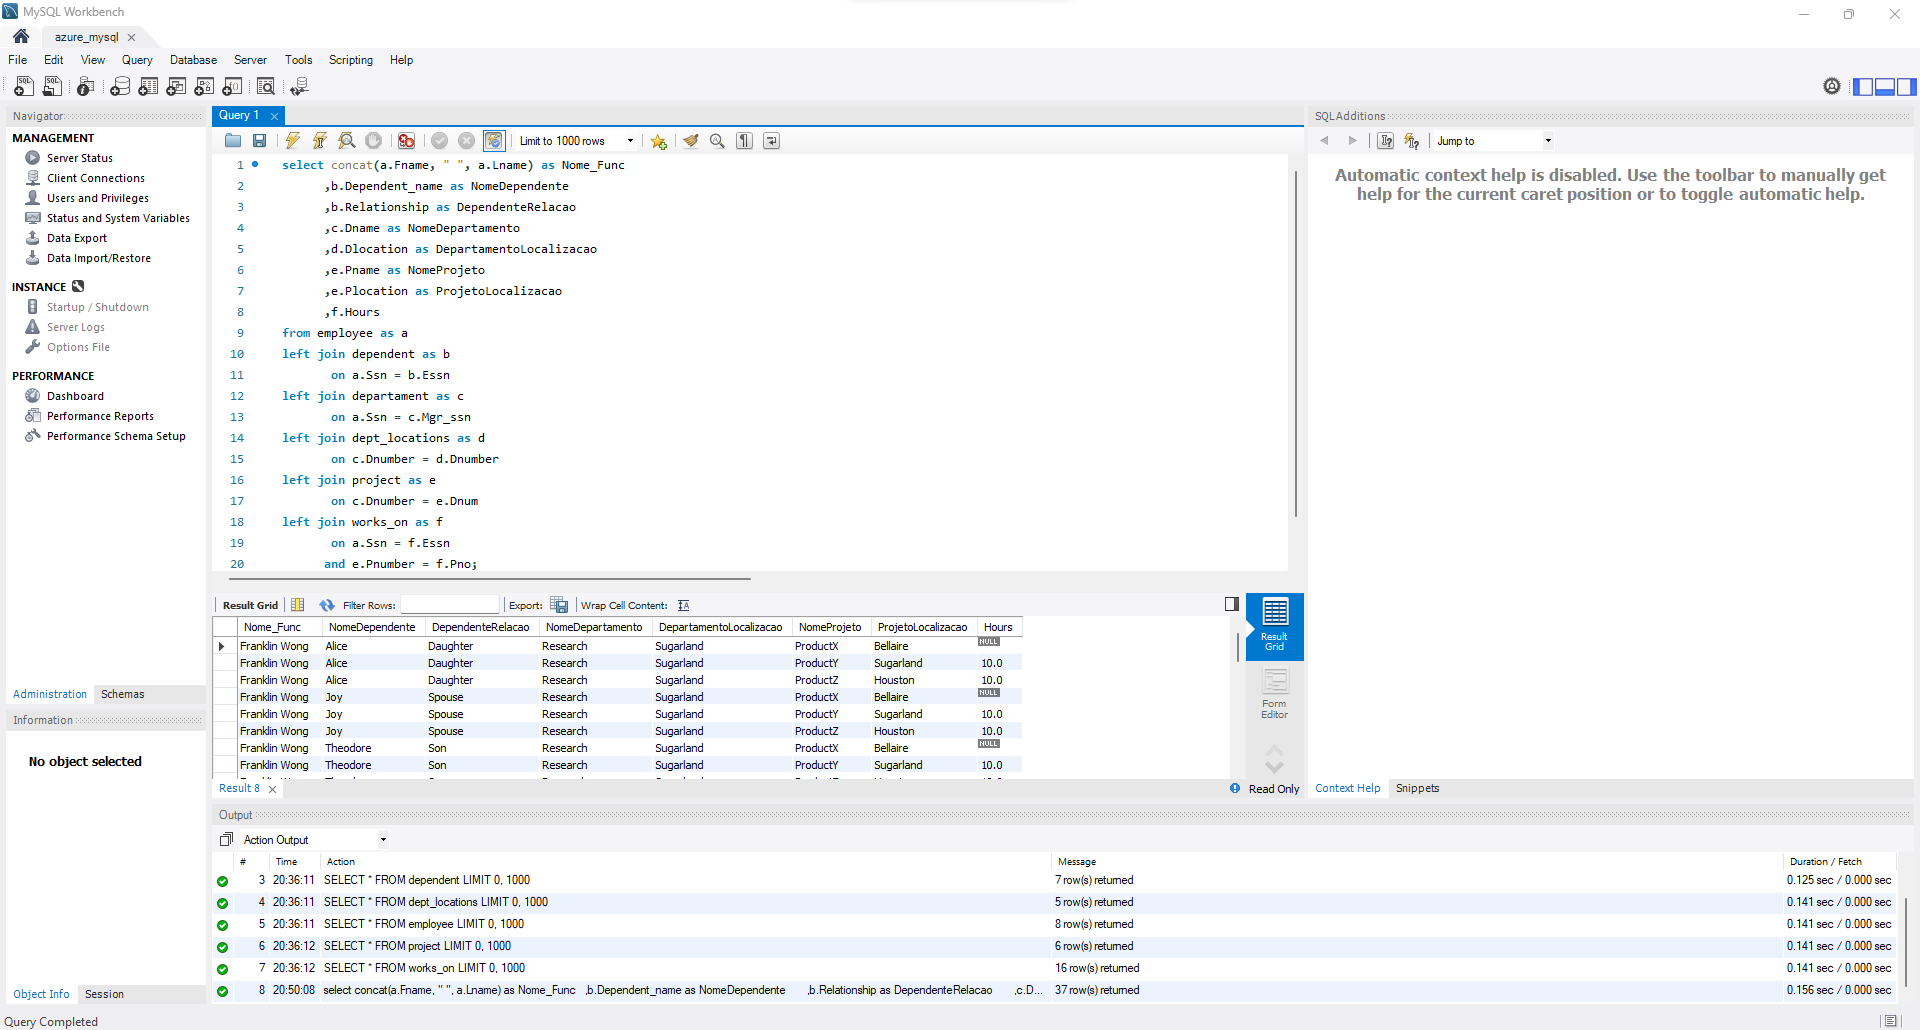 MySQL Workbench
azure_mysql
File Edit View Query Database Server Tools Scripting Help
Navigator
MANAGEMENT
Server Status
Client Connections
Users and Privileges
Status and System Variables
Data Export
Data Import/Restore
INSTANCE
Startup / Shutdown
Server Logs
Options File
PERFORMANCE
Dashboard
Performance Reports
Performance Schema Setup
Administration Schemas
Information
No object selected
Object Info Session
Query 1
Limit to 1000 rows
1 select concat(a.Fname, " ", a.Lname) as Nome_Func
2 ,b.Dependent_name as NomeDependente
3 ,b.Relationship as DependenteRelacao
4 ,c.Dname as NomeDepartamento
5 ,d.Dlocation as DepartamentoLocalizacao
6 ,e.Pname as NomeProjeto
7 ,e.Plocation as ProjetoLocalizacao
8 ,f.Hours
9 from employee as a
10 left join dependent as b
11 on a.Ssn = b.Essn
12 left join departament as c
13 on a.Ssn = c.Mgr_ssn
14 left join dept_locations as d
15 on c.Dnumber = d.Dnumber
16 left join project as e
17 on c.Dnumber = e.Dnum
18 left join works_on as f
19 on a.Ssn = f.Essn
20 and e.Pnumber = f.Pno;
Result Grid Filter Rows: Export: Wrap Cell Content:
Nome_Func NomeDependente DependenteRelacao NomeDepartamento DepartamentoLocalizacao NomeProjeto ProjetoLocalizacao Hours
Franklin Wong Alice Daughter Research Sugarland ProductX Bellaire NULL
Franklin Wong Alice Daughter Research Sugarland ProductY Sugarland 10.0
Franklin Wong Alice Daughter Research Sugarland ProductZ Houston 10.0
Franklin Wong Joy Spouse Research Sugarland ProductX Bellaire NULL
Franklin Wong Joy Spouse Research Sugarland ProductY Sugarland 10.0
Franklin Wong Joy Spouse Research Sugarland ProductZ Houston 10.0
Franklin Wong Theodore Son Research Sugarland ProductX Bellaire NULL
Franklin Wong Theodore Son Research Sugarland ProductY Sugarland 10.0
Result Grid
Form Editor
Result 8
Read Only
SQLAdditions
Jump to
Automatic context help is disabled. Use the toolbar to manually get
help for the current caret position or to toggle automatic help.
Context Help Snippets
Output
Action Output
# Time Action Message Duration / Fetch
3 20:36:11 SELECT * FROM dependent LIMIT 0, 1000 7 row(s) returned 0.125 sec / 0.000 sec
4 20:36:11 SELECT * FROM dept_locations LIMIT 0, 1000 5 row(s) returned 0.141 sec / 0.000 sec
5 20:36:11 SELECT * FROM employee LIMIT 0, 1000 8 row(s) returned 0.141 sec / 0.000 sec
6 20:36:12 SELECT * FROM project LIMIT 0, 1000 6 row(s) returned 0.141 sec / 0.000 sec
7 20:36:12 SELECT * FROM works_on LIMIT 0, 1000 16 row(s) returned 0.141 sec / 0.000 sec
8 20:50:08 select concat(a.Fname, " ", a.Lname) as Nome_Func ,b.Dependent_name as NomeDependente ,b.Relationship as DependenteRelacao ,c.D... 37 row(s) returned 0.156 sec / 0.000 sec
Query Completed